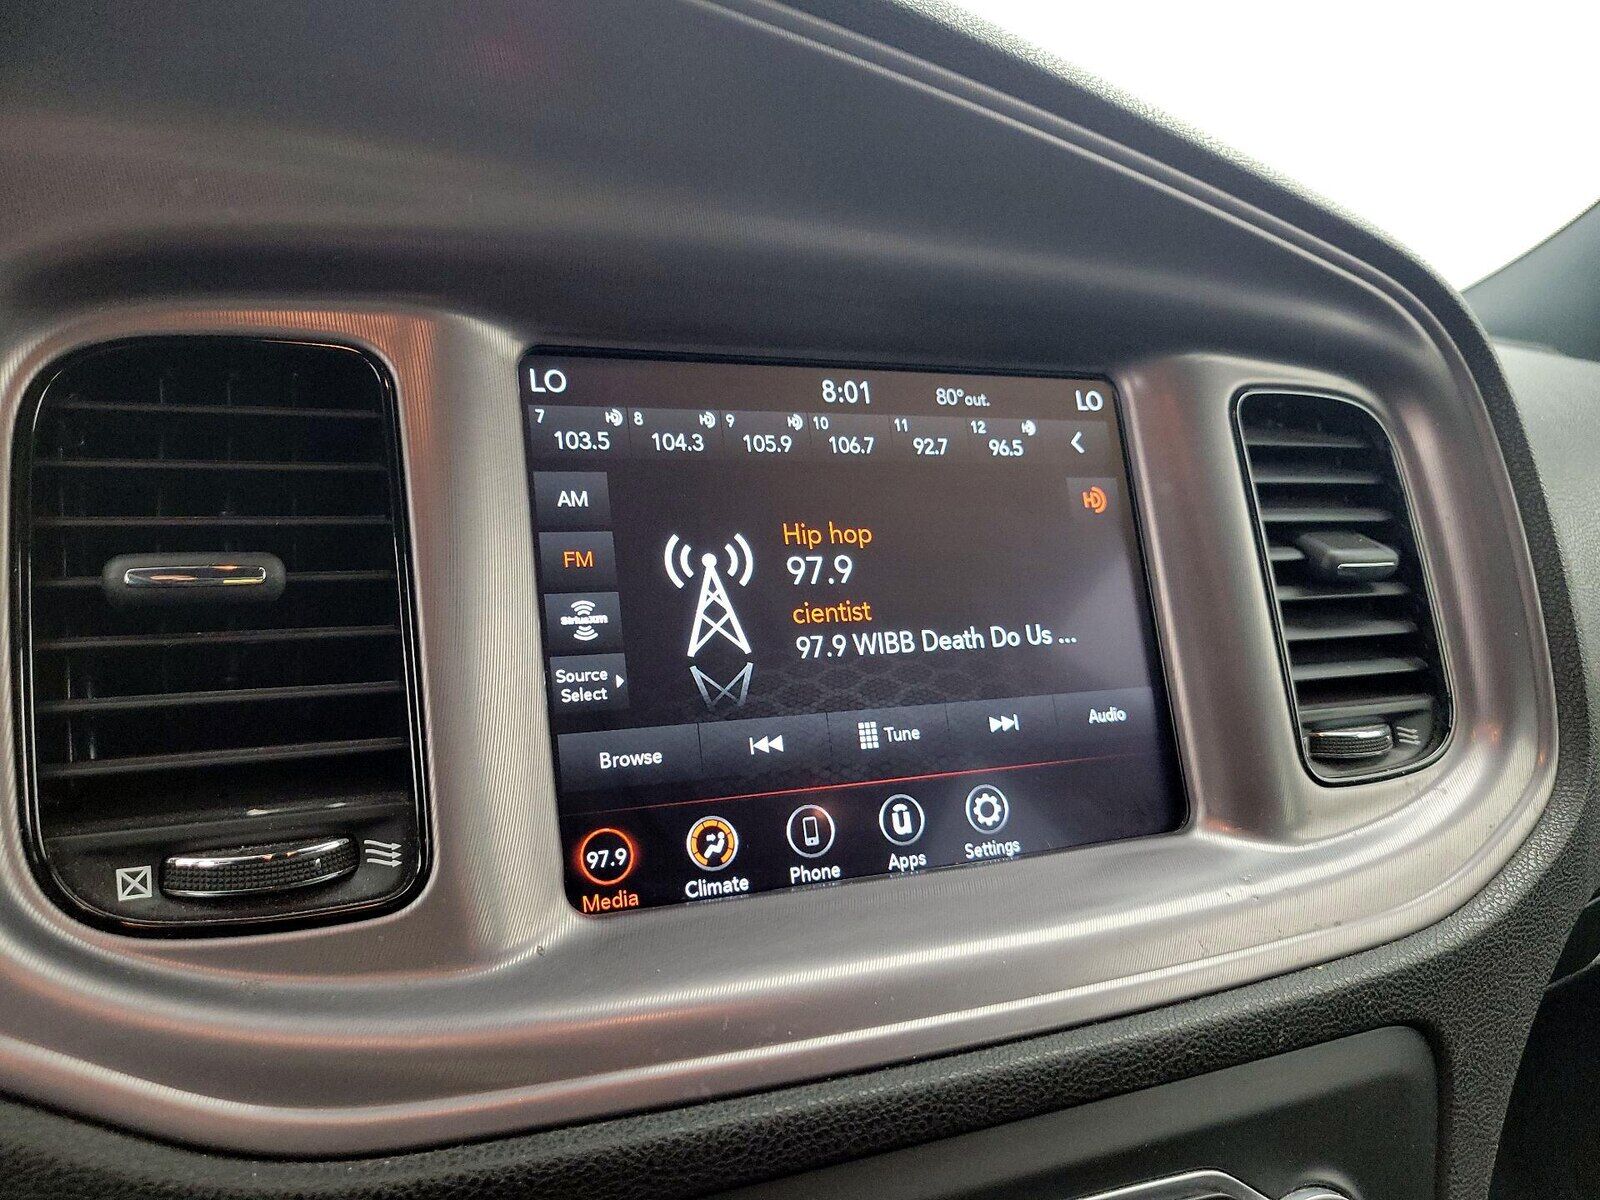 LO 8:01 80° out. LO
7 8 9 10 11 12
103.5 104.3 105.9 106.7 92.7 96.5
AM
FM
SiriusXM
Source
Select
Hip hop
97.9
cientist
97.9 WIBB Death Do Us ...
Browse Tune Audio
97.9
Media Climate Phone Apps Settings